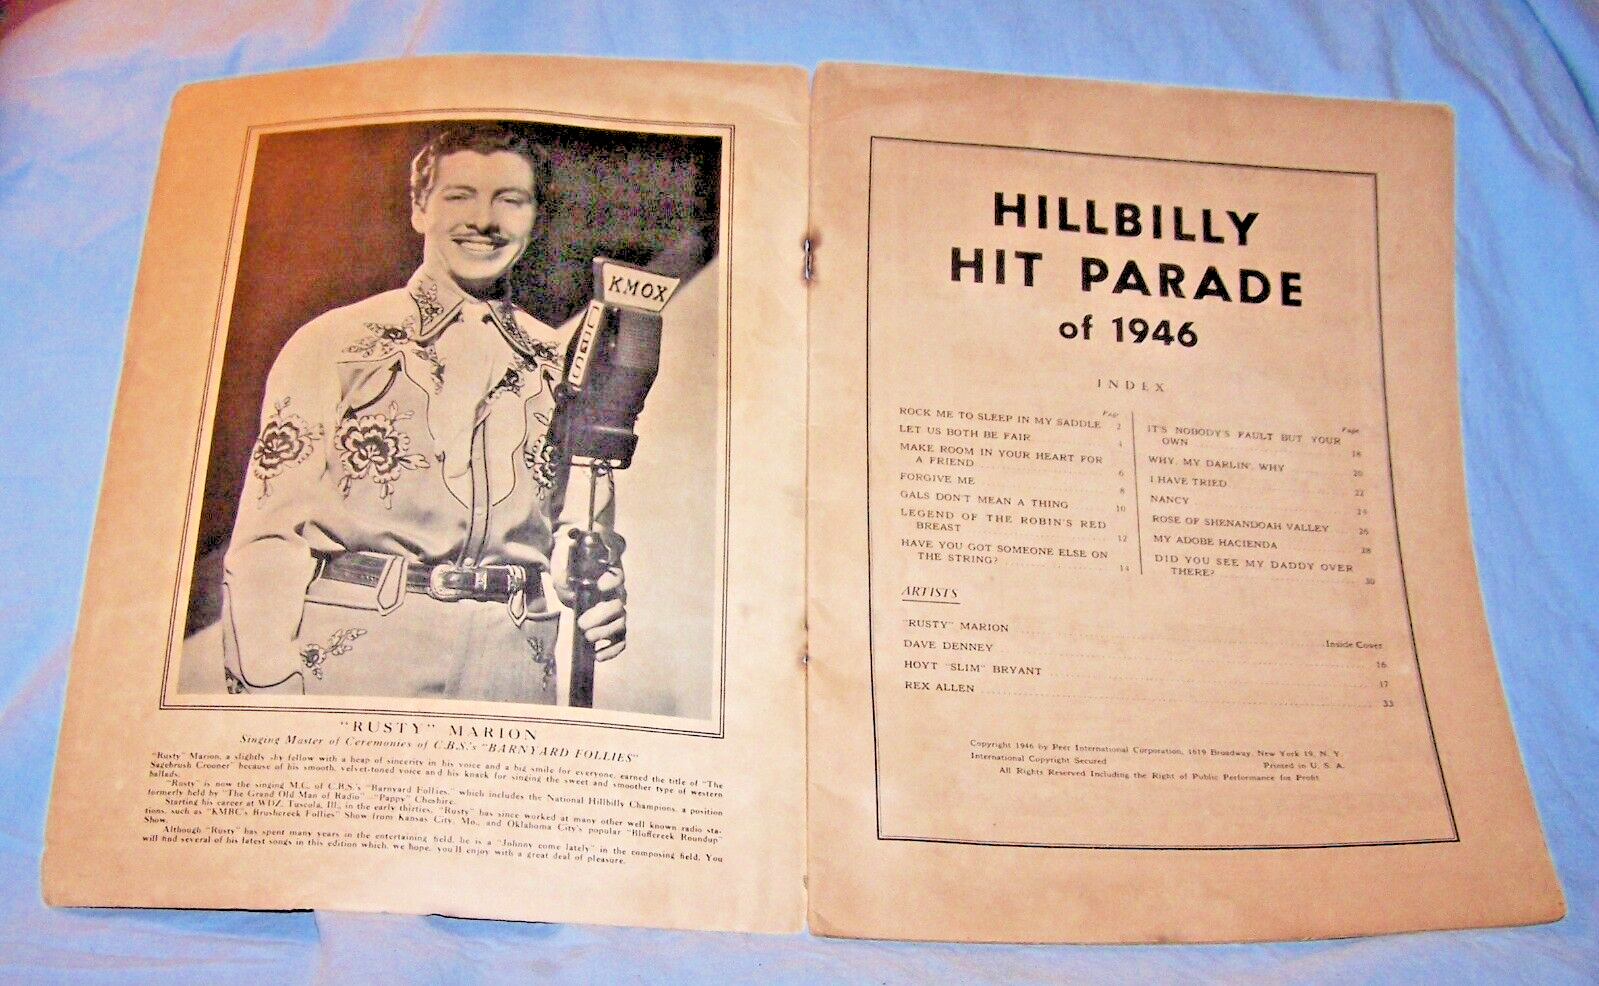 KMOX
CBS
"RUSTY" MARION
Singing Master of Ceremonies of C.B.S.'s "BARNYARD FOLLIES"
"Rusty" Marion, a slightly shy fellow with a heap of sincerity in his voice and a big smile for everyone, earned the title of "The
Sagebrush Crooner" because of his smooth, velvet-toned voice and his knack for singing the sweet and smoother type of western
ballads.
"Rusty" is now the singing M.C. of C.B.S.'s "Barnyard Follies," which includes the National Hillbilly Champions, a position
formerly held by "The Grand Old Man of Radio"—"Pappy" Cheshire.
Starting his career at WDZ, Tuscola, Ill., in the early thirties, "Rusty" has since worked at many other well known radio sta-
tions, such as "KMBC's Brushcreek Follies" Show from Kansas City, Mo., and Oklahoma City's popular "Bluffcreek Roundup"
Show.
Although "Rusty" has spent many years in the entertaining field, he is a "Johnny come lately" in the composing field. You
will find several of his latest songs in this edition which, we hope, you'll enjoy with a great deal of pleasure.
HILLBILLY
HIT PARADE
of 1946
INDEX
Page
ROCK ME TO SLEEP IN MY SADDLE 2
LET US BOTH BE FAIR 4
MAKE ROOM IN YOUR HEART FOR
A FRIEND 6
FORGIVE ME 8
GALS DON'T MEAN A THING 10
LEGEND OF THE ROBIN'S RED
BREAST 12
HAVE YOU GOT SOMEONE ELSE ON
THE STRING? 14
Page
IT'S NOBODY'S FAULT BUT YOUR
OWN 18
WHY, MY DARLIN', WHY 20
I HAVE TRIED 22
NANCY 24
ROSE OF SHENANDOAH VALLEY 26
MY ADOBE HACIENDA 28
DID YOU SEE MY DADDY OVER
THERE? 30
ARTISTS
"RUSTY" MARION Inside Cover
DAVE DENNEY 16
HOYT "SLIM" BRYANT 17
REX ALLEN 33
Copyright 1946 by Peer International Corporation, 1619 Broadway, New York 19, N. Y.
International Copyright Secured Printed in U. S. A.
All Rights Reserved Including the Right of Public Performance for Profit